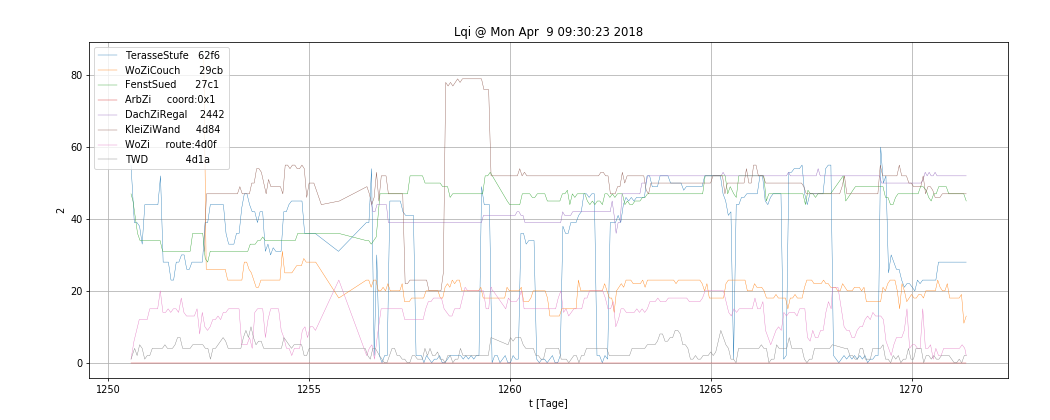 Lqi @ Mon Apr  9 09:30:23 2018
80
60
40
20
0
2
TerasseStufe 62f6
WoZiCouch 29cb
FenstSued 27c1
ArbZi coord:0x1
DachZiRegal 2442
KleiZiWand 4d84
WoZi route:4d0f
TWD 4d1a
1250 1255 1260 1265 1270
t [Tage]